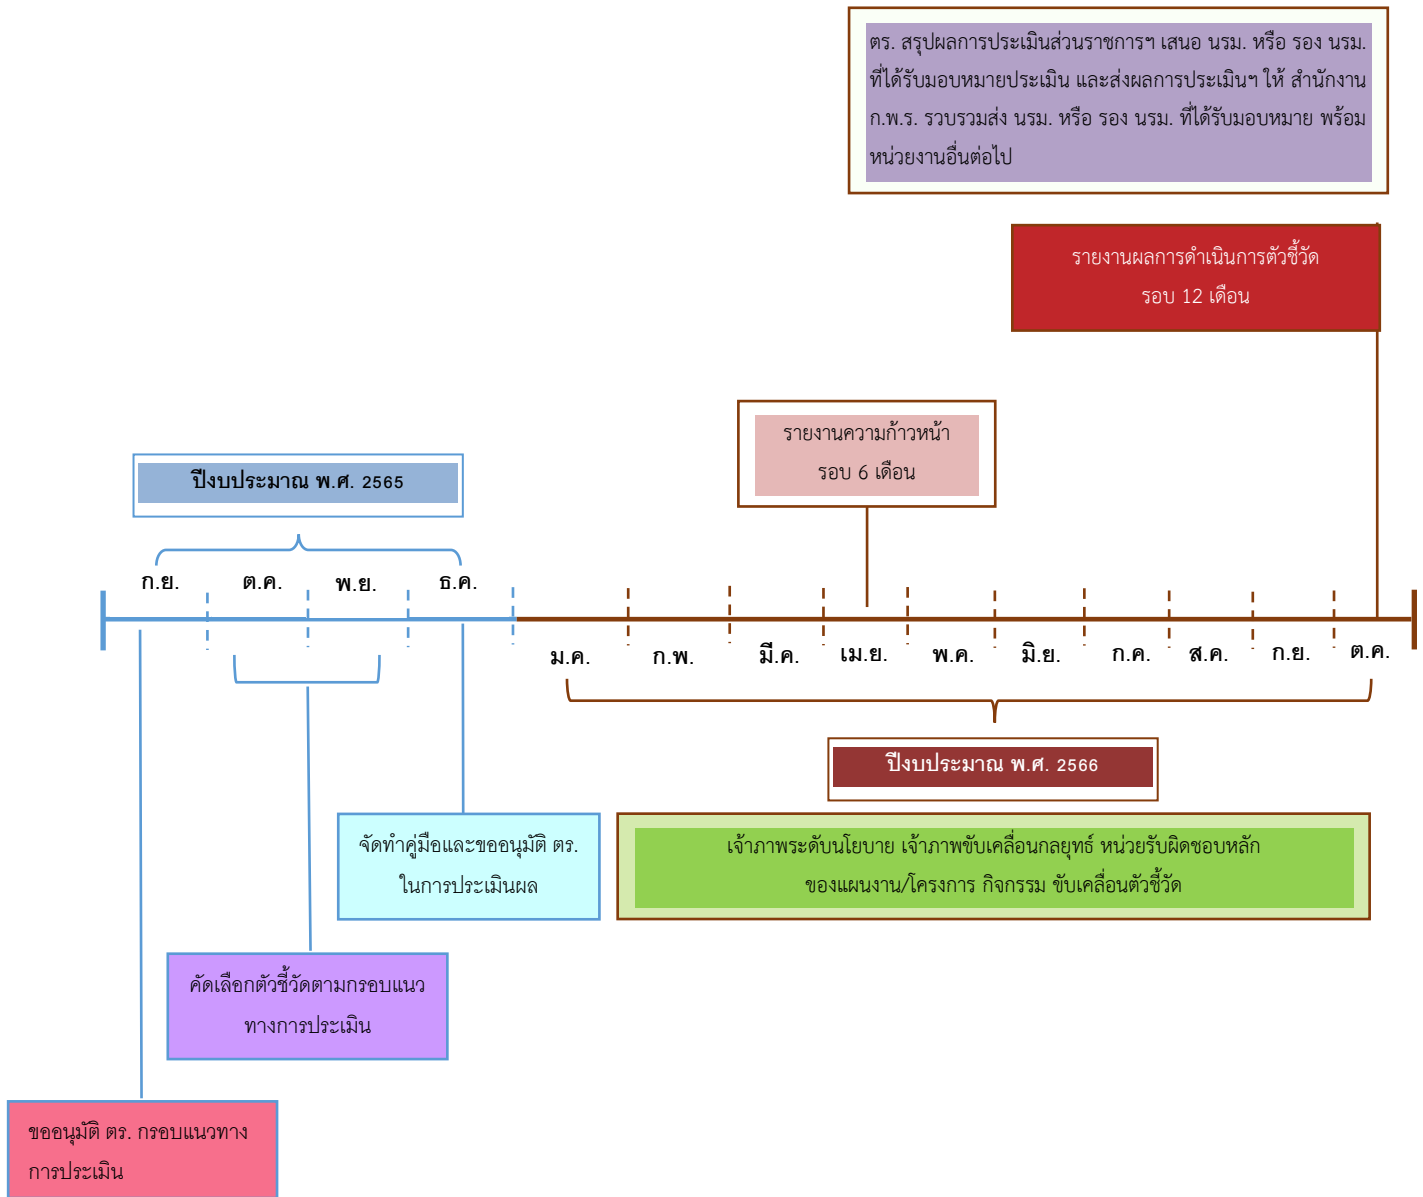 ตร. สรุปผลการประเมินส่วนราชการฯ เสนอ นรม. หรือ รอง นรม.
ที่ได้รับมอบหมายประเมิน และส่งผลการประเมินฯ ให้ สำนักงาน
ก.พ.ร. รวบรวมส่ง นรม. หรือ รอง นรม. ที่ได้รับมอบหมาย พร้อม
หน่วยงานอื่นต่อไป
รายงานผลการดำเนินการตัวชี้วัด
รอบ 12 เดือน
รายงานความก้าวหน้า
รอบ 6 เดือน
ปีงบประมาณ พ.ศ. 2565
ก.ย. ต.ค. พ.ย. ธ.ค.
ม.ค. ก.พ. มี.ค. เม.ย. พ.ค. มิ.ย. ก.ค. ส.ค. ก.ย. ต.ค.
ปีงบประมาณ พ.ศ. 2566
จัดทำคู่มือและขออนุมัติ ตร.
ในการประเมินผล
เจ้าภาพระดับนโยบาย เจ้าภาพขับเคลื่อนกลยุทธ์ หน่วยรับผิดชอบหลัก
ของแผนงาน/โครงการ กิจกรรม ขับเคลื่อนตัวชี้วัด
คัดเลือกตัวชี้วัดตามกรอบแนว
ทางการประเมิน
ขออนุมัติ ตร. กรอบแนวทาง
การประเมิน